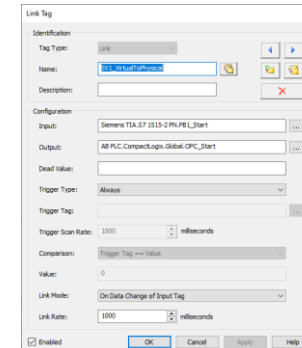 Link Tag
Identification
Tag Type: Link
Name: SV1_VirtualToPhysical
Description:
Configuration
Input: Siemens TIA.S7 1515-2 PN.PB1_Start ...
Output: AB PLC.CompactLogix.Global.OPC_Start ...
Dead Value:
Trigger Type: Always
Trigger Tag: ...
Trigger Scan Rate: 1000 milliseconds
Comparison: Trigger Tag == Value
Value: 0
Link Mode: On Data Change of Input Tag
Link Rate: 1000 milliseconds
Enabled OK Cancel Apply Help